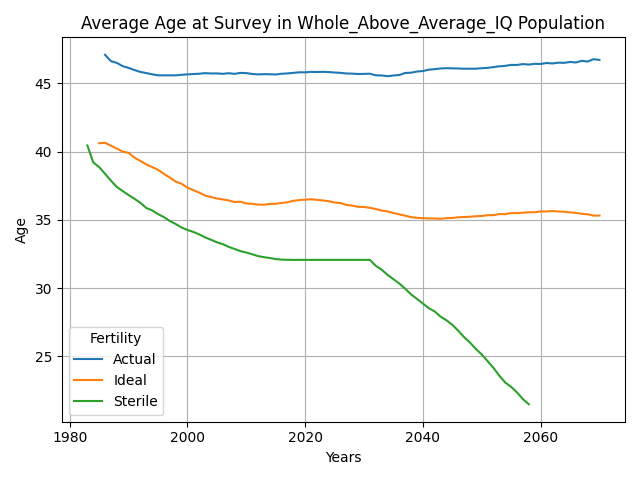 Average Age at Survey in Whole_Above_Average_IQ Population
45
40
35
30
25
Age
Fertility
Actual
Ideal
Sterile
1980
2000
2020
2040
2060
Years